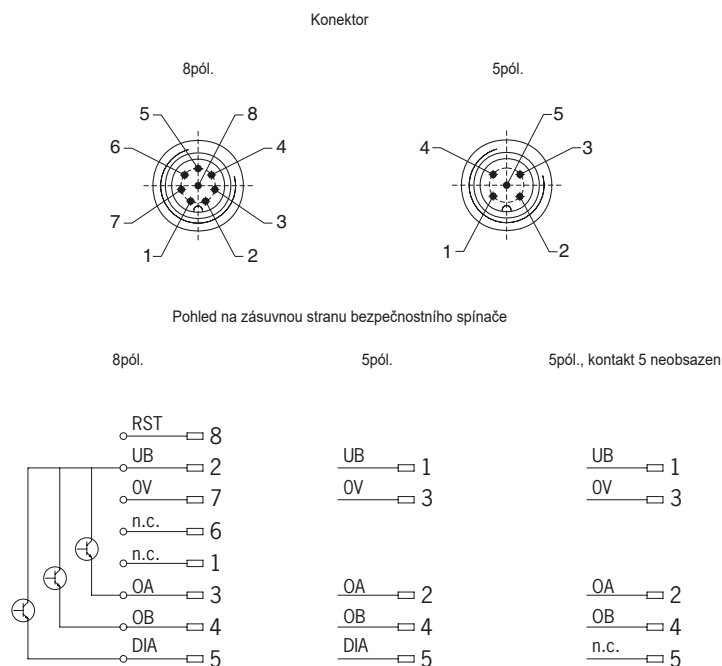 Konektor
8pól. 5pól.
5 8
6 4
7 3
1 2
5
4 3
1 2
Pohled na zásuvnou stranu bezpečnostního spínače
8pól. 5pól. 5pól., kontakt 5 neobsazen
RST 8
UB 2
0V 7
n.c. 6
n.c. 1
OA 3
OB 4
DIA 5
UB 1
0V 3
OA 2
OB 4
DIA 5
UB 1
0V 3
OA 2
OB 4
n.c. 5